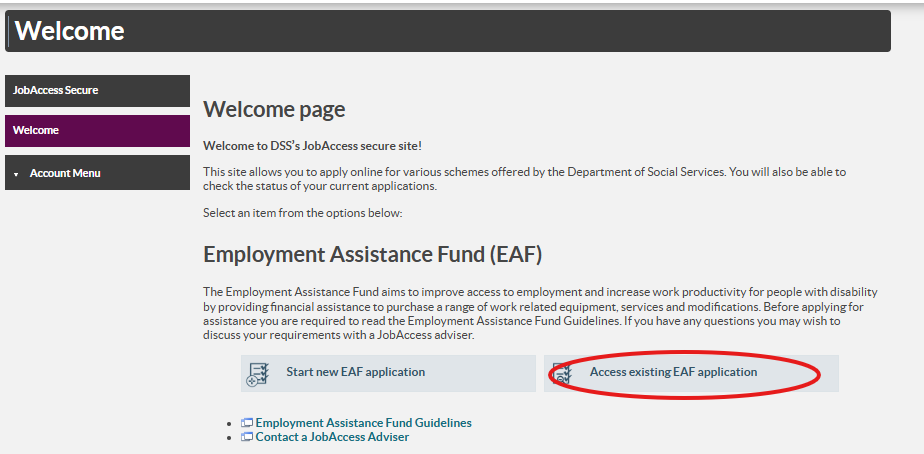 Welcome
JobAccess Secure
Welcome
Account Menu
Welcome page
Welcome to DSS's JobAccess secure site!
This site allows you to apply online for various schemes offered by the Department of Social Services. You will also be able to
check the status of your current applications.
Select an item from the options below:
Employment Assistance Fund (EAF)
The Employment Assistance Fund aims to improve access to employment and increase work productivity for people with disability
by providing financial assistance to purchase a range of work related equipment, services and modifications. Before applying for
assistance you are required to read the Employment Assistance Fund Guidelines. If you have any questions you may wish to
discuss your requirements with a JobAccess adviser.
Start new EAF application
Access existing EAF application
Employment Assistance Fund Guidelines
Contact a JobAccess Adviser